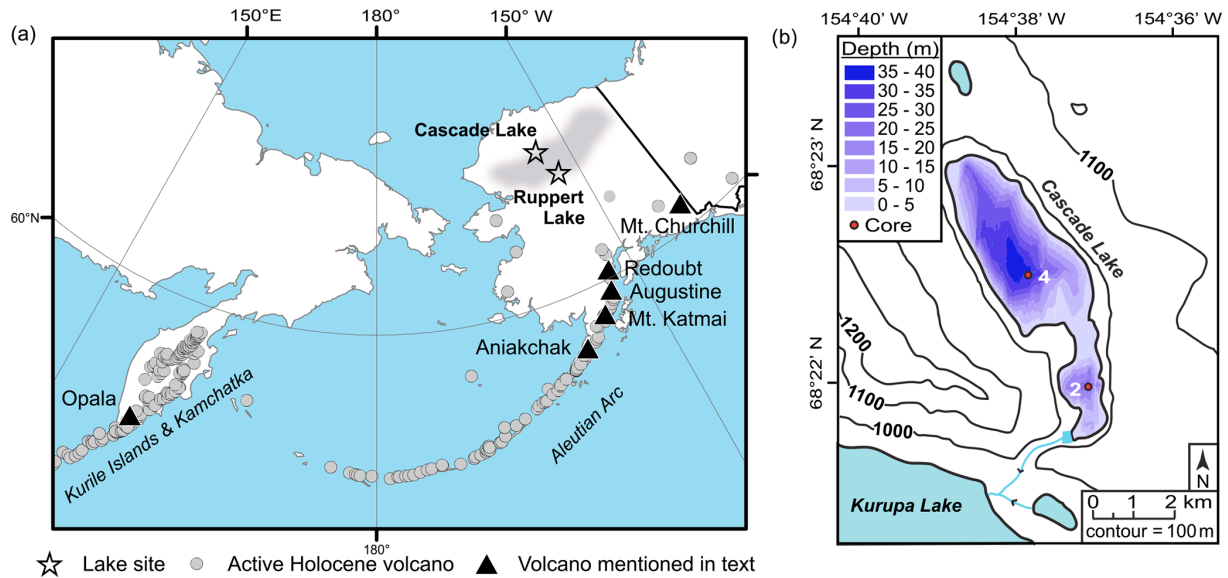 (a)
150°E
180°
150° W
60°N
Cascade Lake
Ruppert
Lake
Mt. Churchill
Redoubt
Augustine
Mt. Katmai
Aniakchak
Opala
Kurile Islands & Kamchatka
Aleutian Arc
180°
Lake site
Active Holocene volcano
Volcano mentioned in text
(b)
154°40' W
154°38' W
154°36' W
Depth (m)
35 - 40
30 - 35
25 - 30
20 - 25
15 - 20
10 - 15
5 - 10
0 - 5
Core
68°23' N
68°22' N
1100
Cascade Lake
4
2
1200
1100
1000
Kurupa Lake
N
0 1 2 km
contour = 100 m